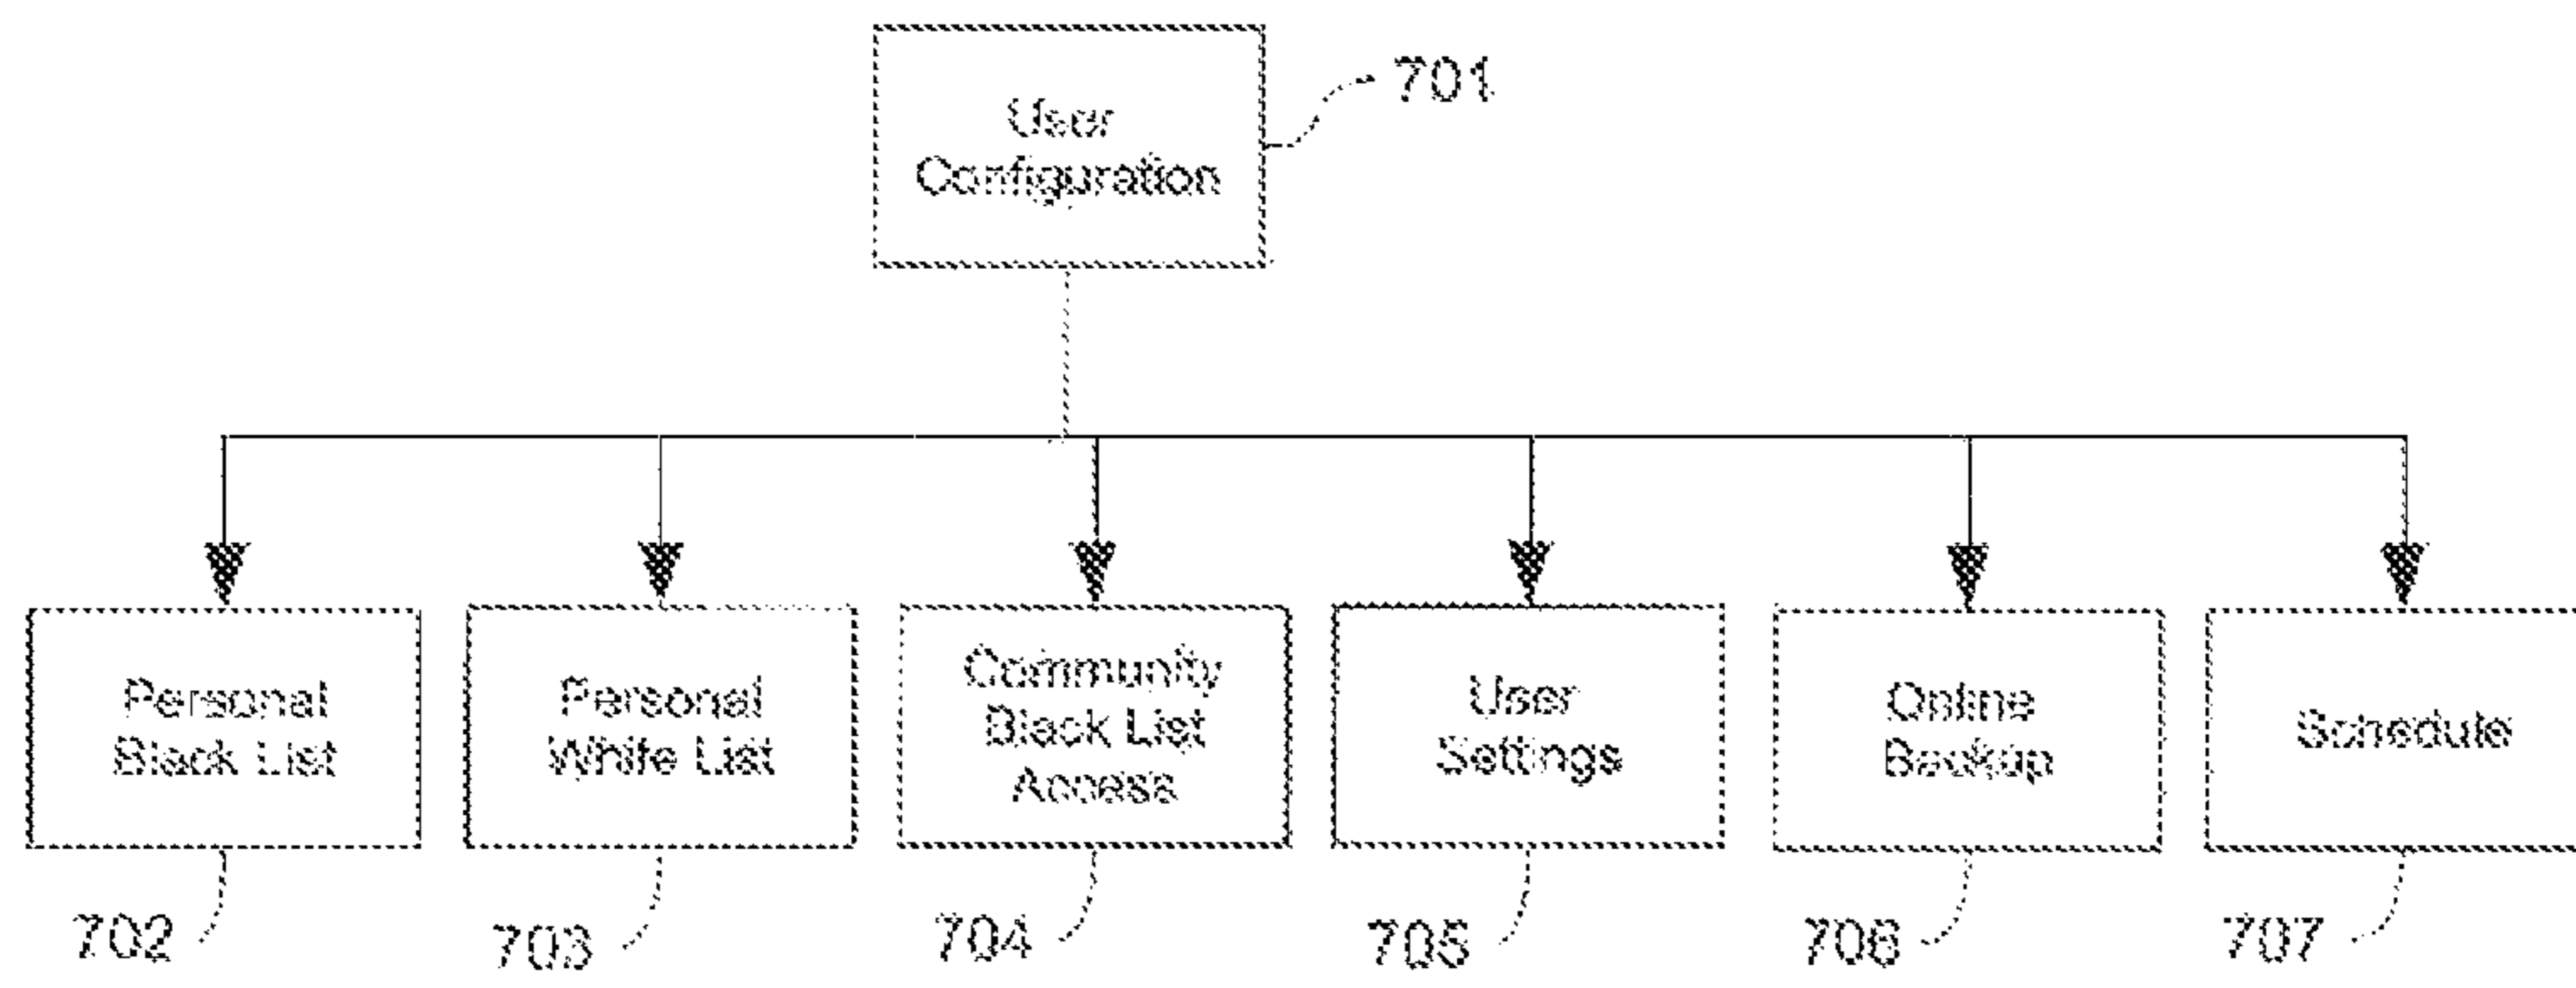 User
Configuration
701
Personal
Black List
Personal
White List
Community
Black List
Access
User
Settings
Online
Backup
Schedule
702
703
704
705
706
707